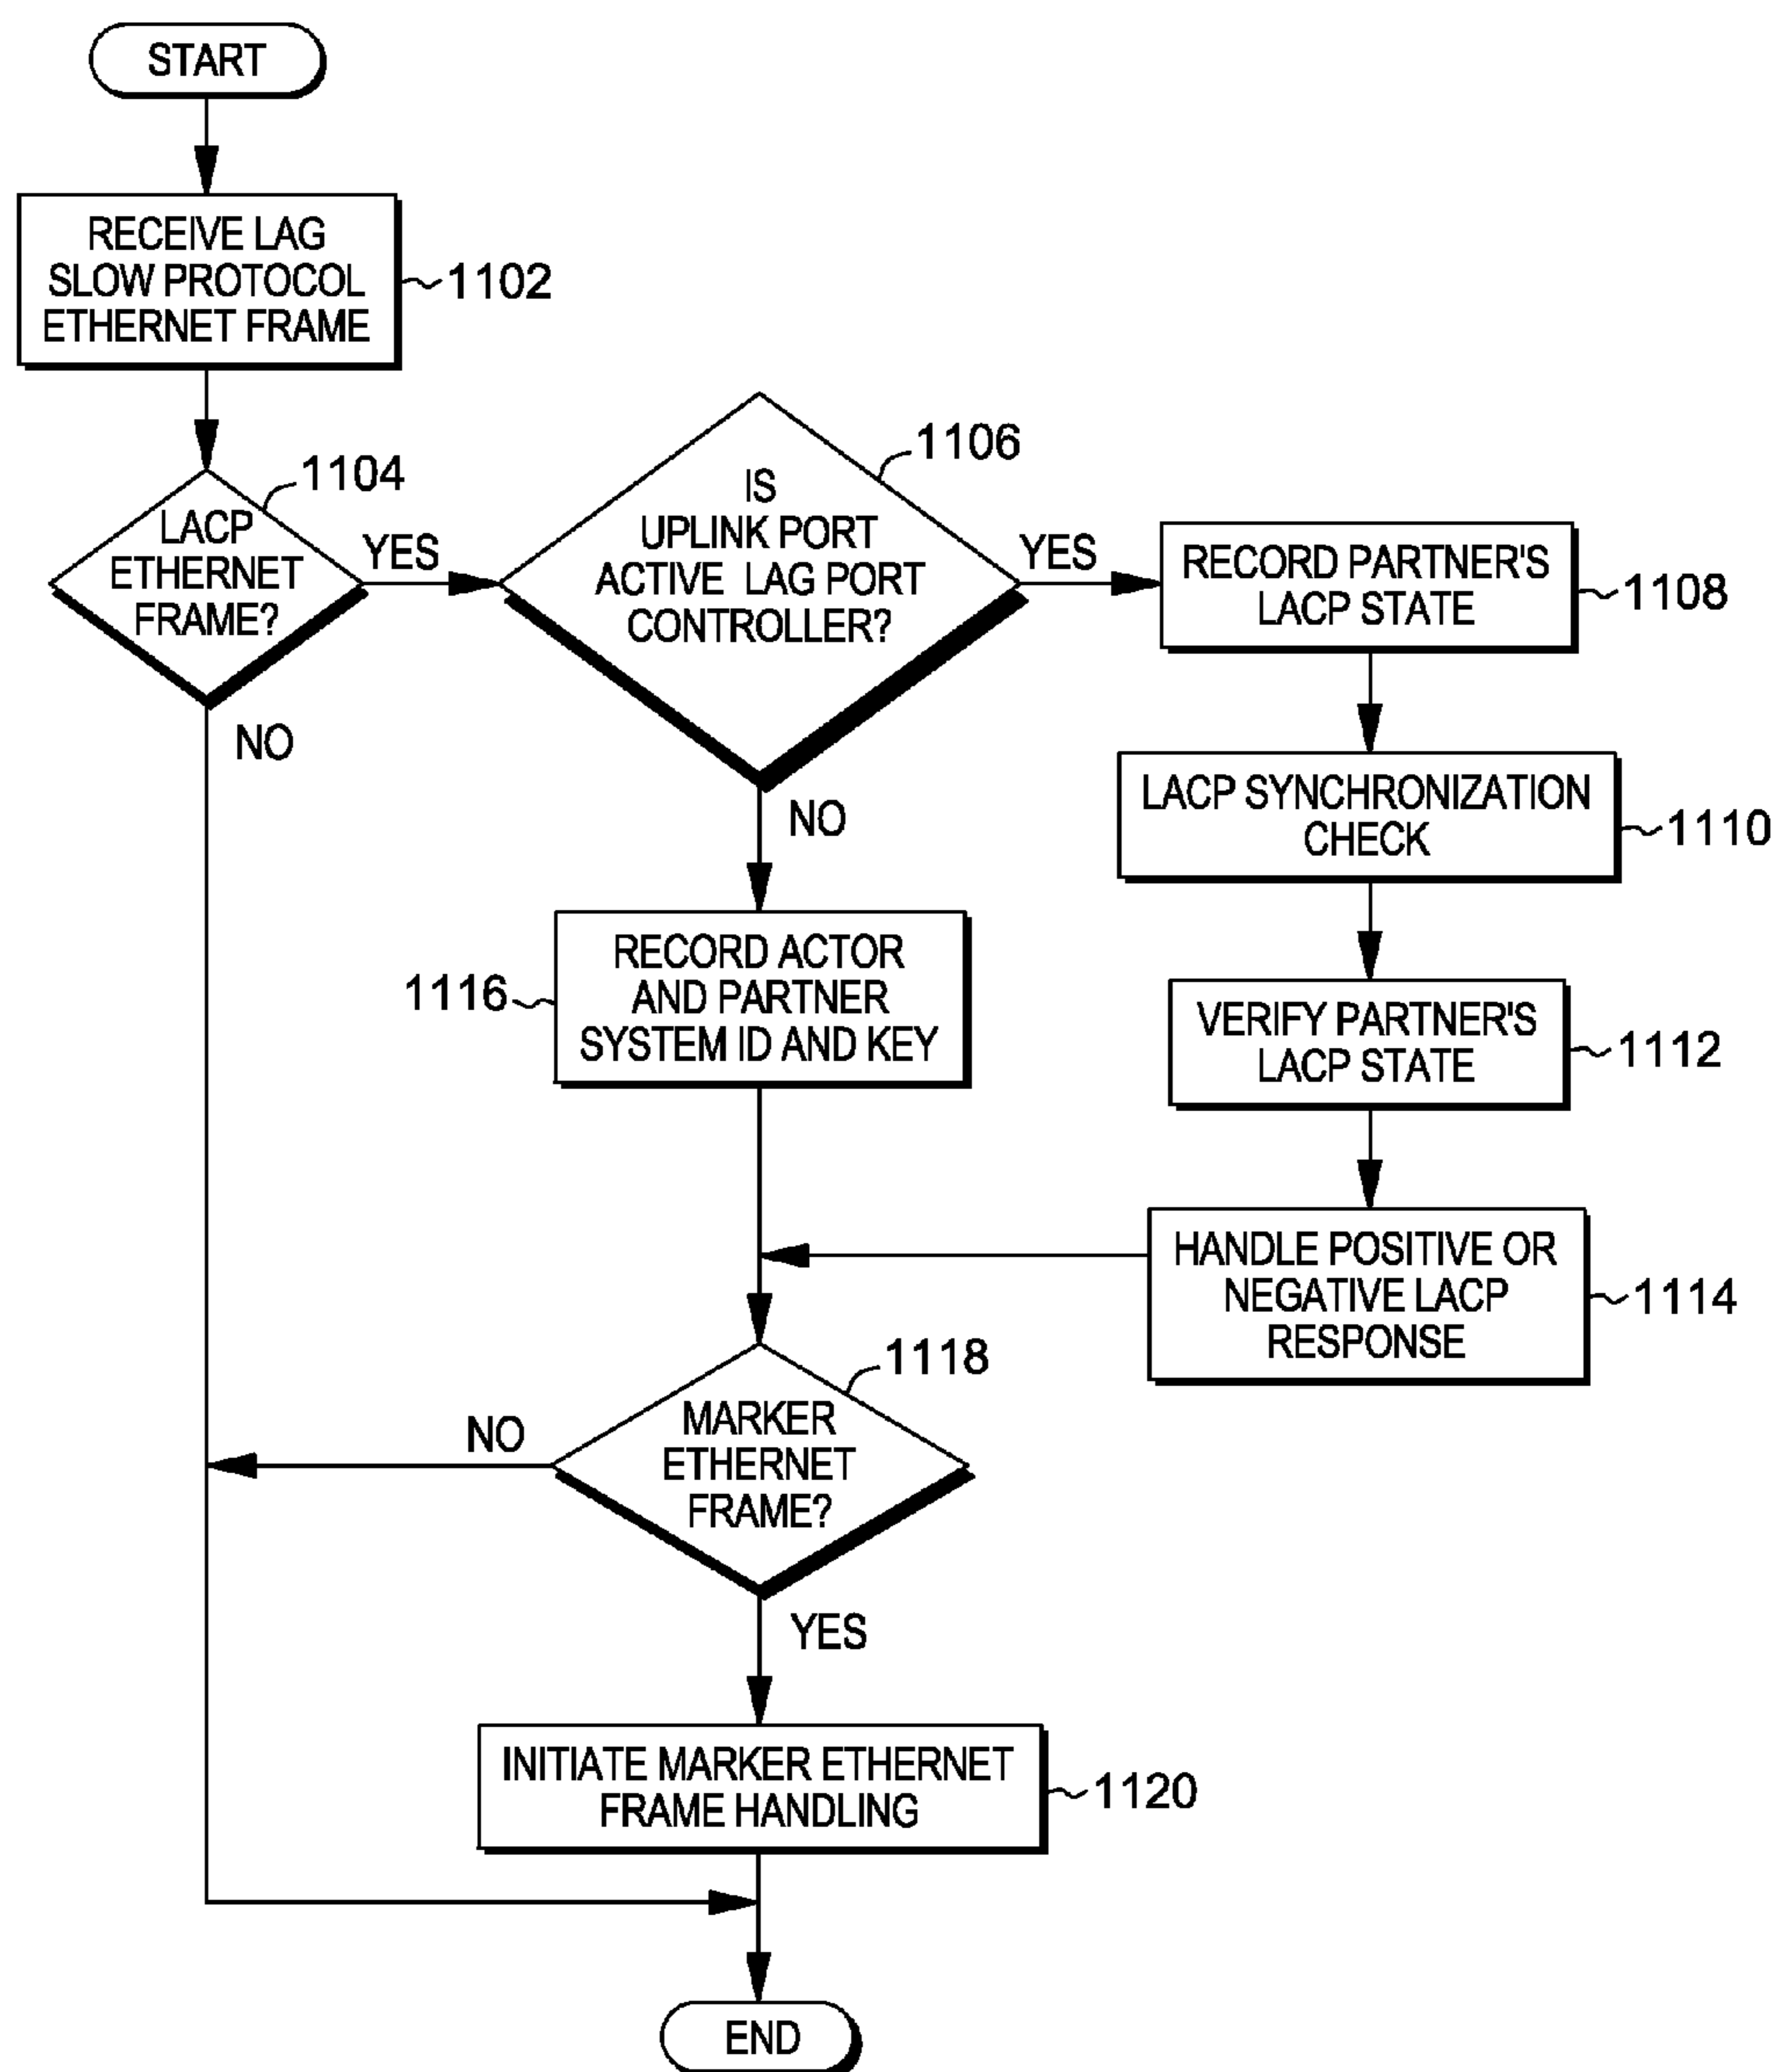 START
RECEIVE LAG
SLOW PROTOCOL
ETHERNET FRAME
1102
1104
LACP
ETHERNET
FRAME?
YES
NO
1106
IS
UPLINK PORT
ACTIVE LAG PORT
CONTROLLER?
YES
NO
RECORD PARTNER'S
LACP STATE
1108
LACP SYNCHRONIZATION
CHECK
1110
VERIFY PARTNER'S
LACP STATE
1112
HANDLE POSITIVE OR
NEGATIVE LACP
RESPONSE
1114
RECORD ACTOR
AND PARTNER
SYSTEM ID AND KEY
1116
1118
MARKER
ETHERNET
FRAME?
NO
YES
INITIATE MARKER ETHERNET
FRAME HANDLING
1120
END